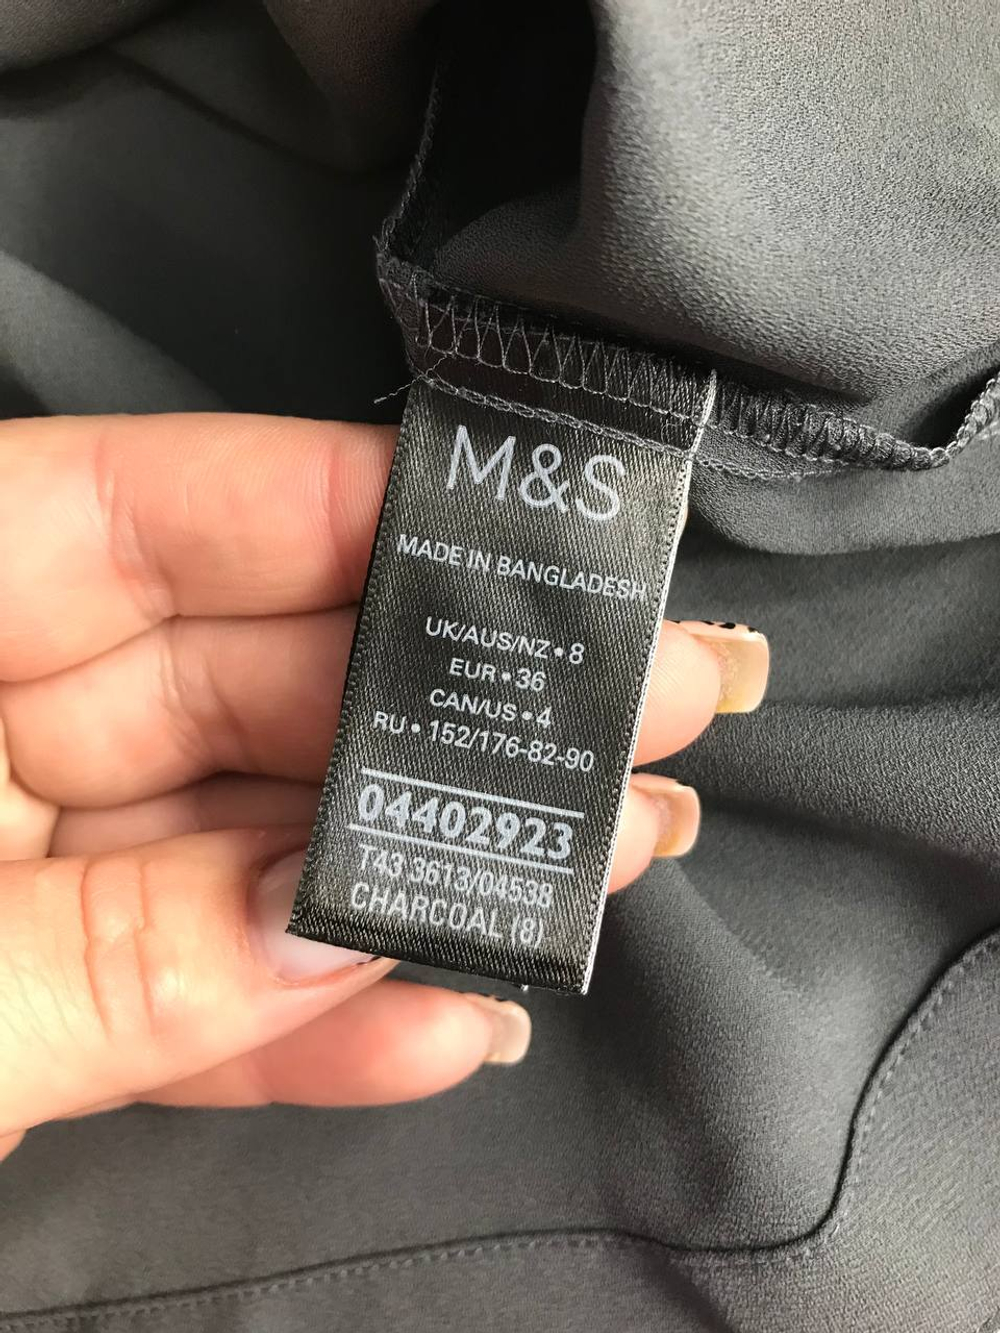 M&S
MADE IN BANGLADESH
UK/AUS/NZ • 8
EUR • 36
CAN/US • 4
RU • 152/176-82-90
04402923
T43 3613/04538
CHARCOAL (8)